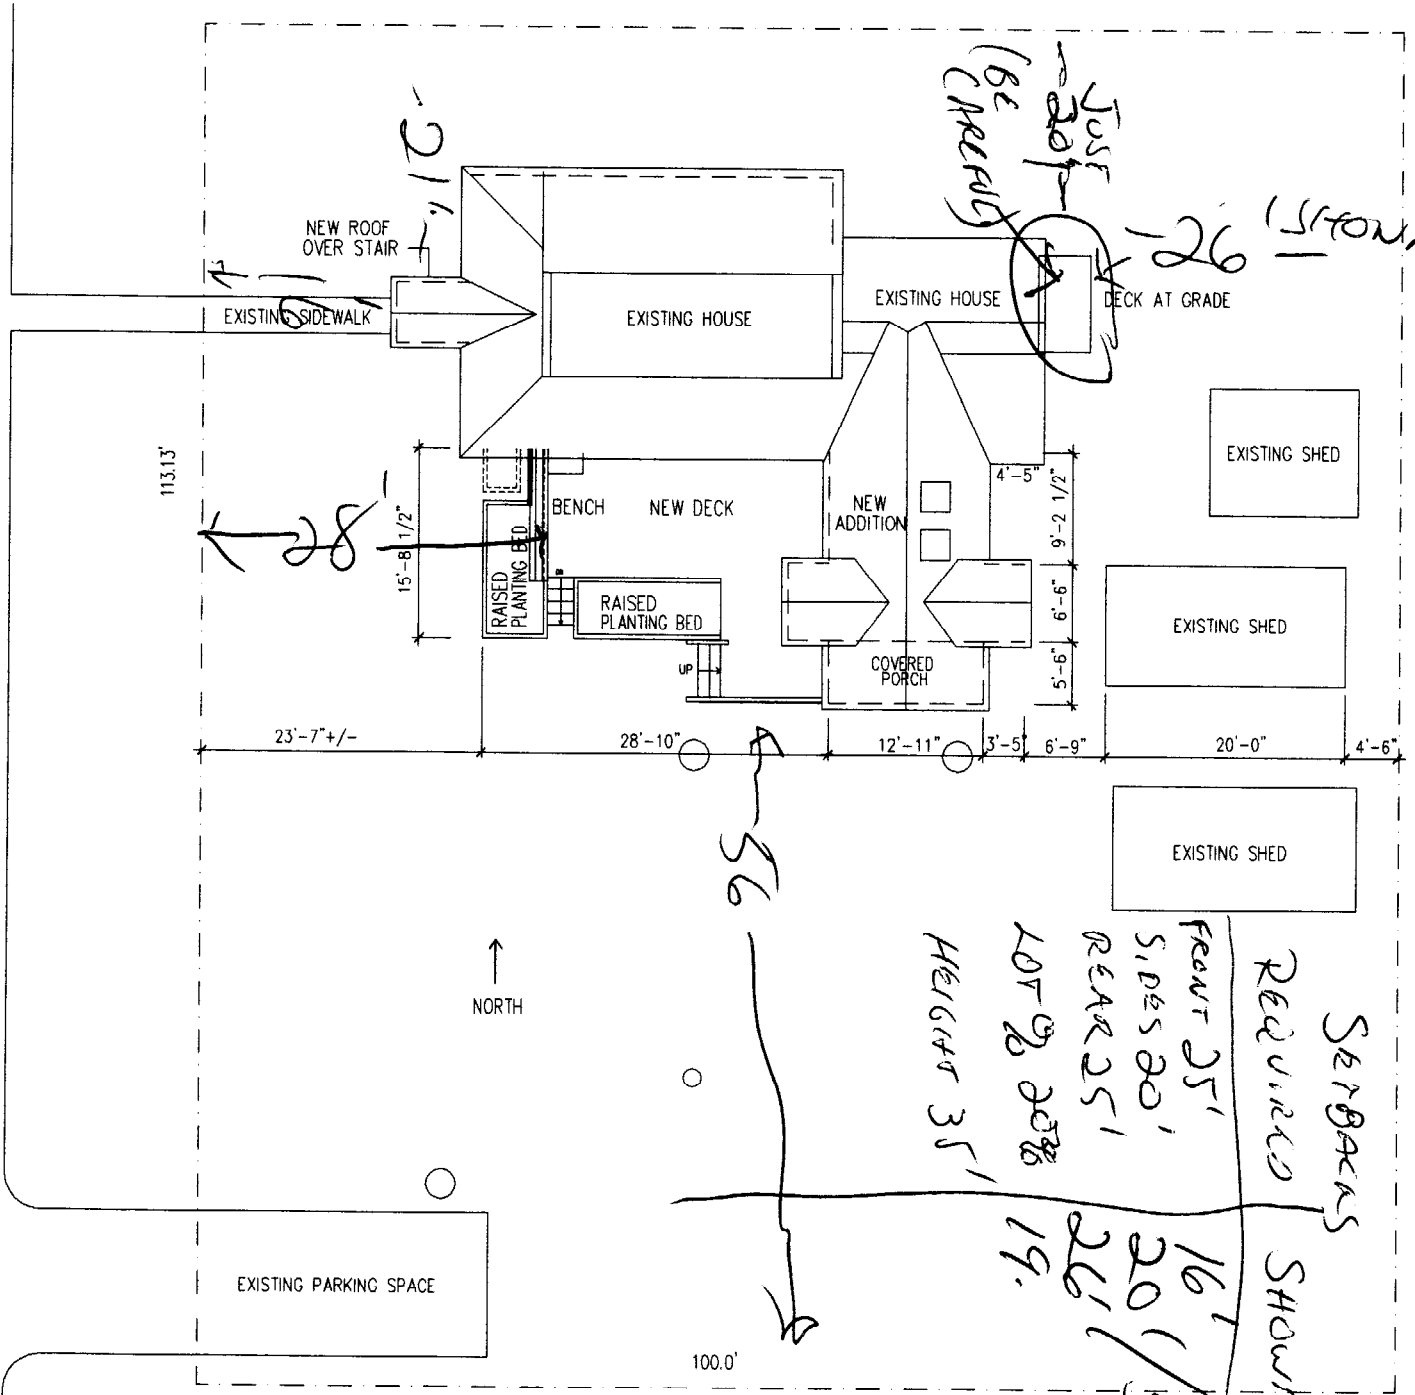 NEW ROOF
OVER STAIR
EXISTING SIDEWALK
EXISTING HOUSE
EXISTING HOUSE
DECK AT GRADE
(BE
CAREFUL)
26
28'
113.13'
15'-8 1/2"
BENCH
NEW DECK
RAISED
PLANTING BED
RAISED
PLANTING BED
UP
NEW
ADDITION
COVERED
PORCH
4'-5"
9'-2 1/2"
6'-6"
5'-6"
EXISTING SHED
EXISTING SHED
EXISTING SHED
23'-7"+/-
28'-10"
12'-11"
3'-5
6'-9"
20'-0"
4'-6"
56
NORTH
SETBACKS
REQUIRED SHOWN
FRONT 25' 16'
SIDES 20' 20'
REAR 25' 26'
LOT % 20% 19.
HEIGHT 35'
EXISTING PARKING SPACE
100.0'